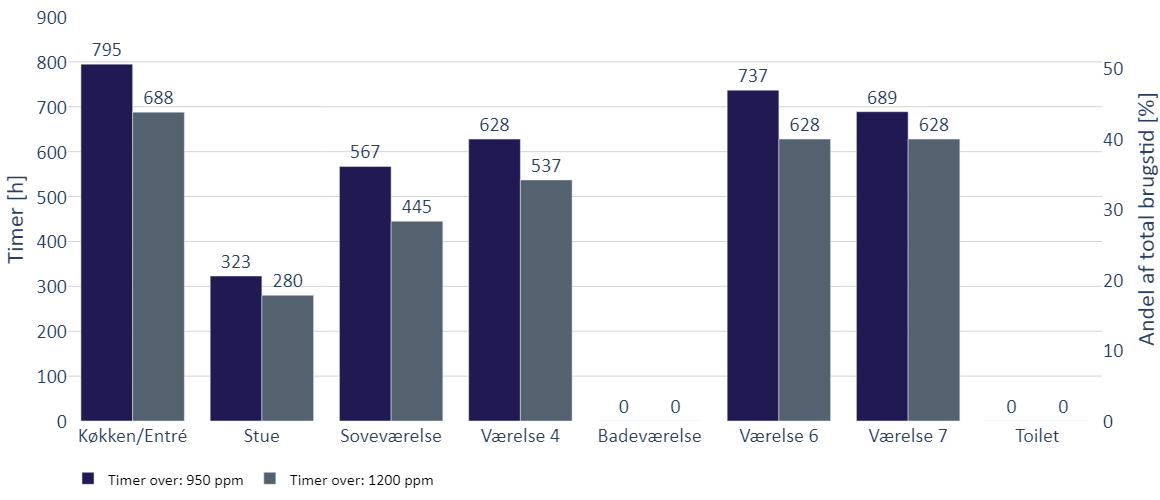 900
800
700
600
500
400
300
200
100
0
Timer [h]
795
688
323
280
567
445
628
537
0
0
737
628
689
628
0
0
50
40
30
20
10
0
Andel af total brugstid [%]
Køkken/Entré
Stue
Soveværelse
Værelse 4
Badeværelse
Værelse 6
Værelse 7
Toilet
Timer over: 950 ppm
Timer over: 1200 ppm